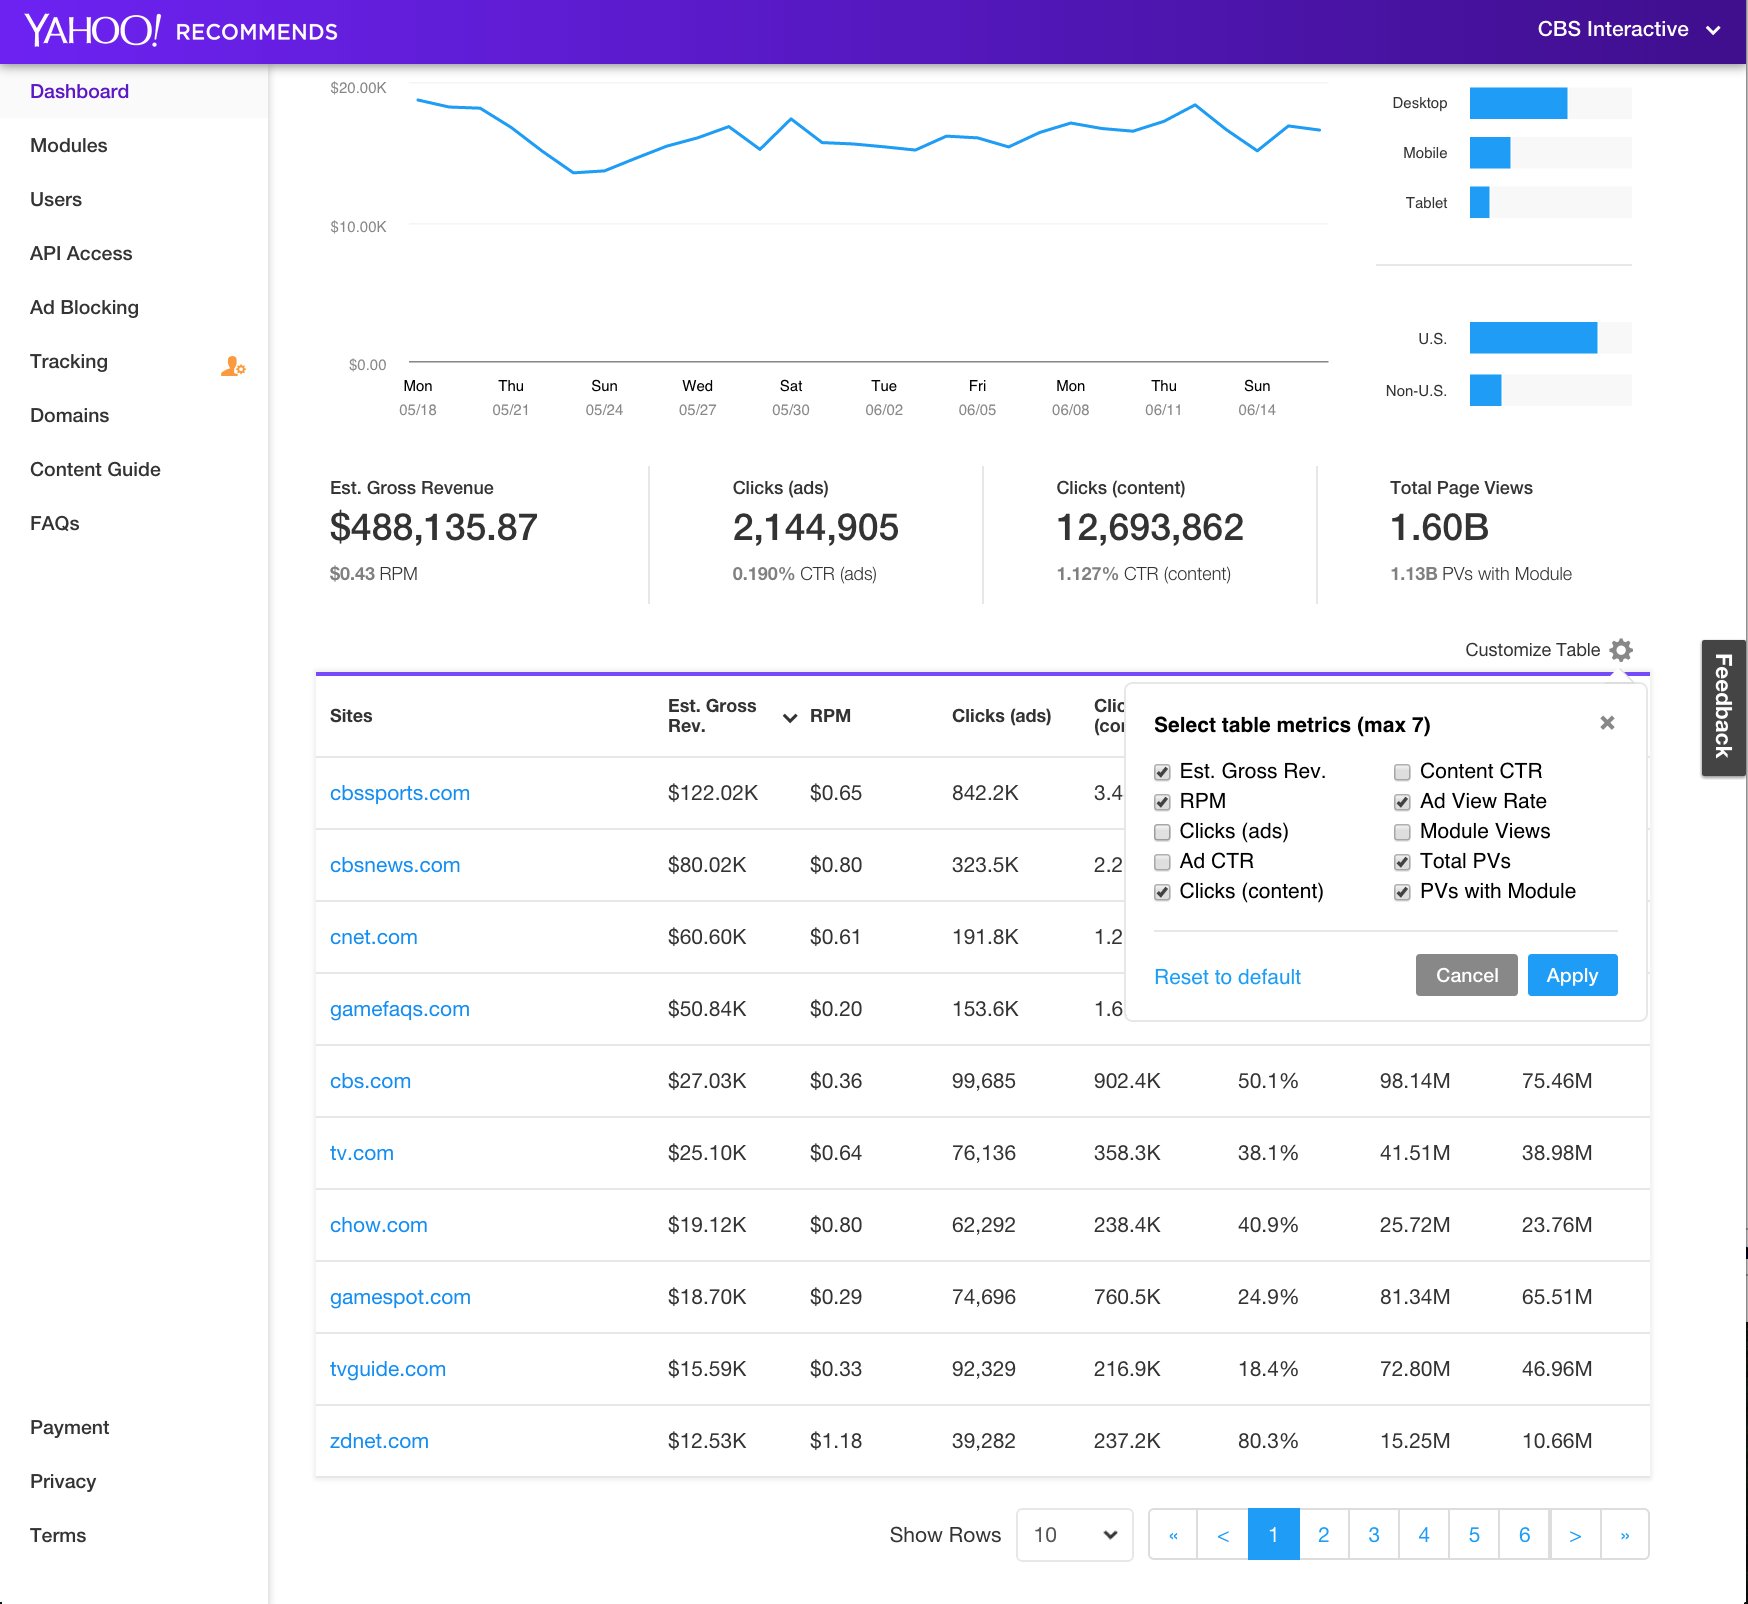 YAHOO! RECOMMENDS
CBS Interactive
Dashboard
Modules
Users
API Access
Ad Blocking
Tracking
Domains
Content Guide
FAQs
Payment
Privacy
Terms
$20.00K
$10.00K
$0.00
Mon Thu Sun Wed Sat Tue Fri Mon Thu Sun
05/18 05/21 05/24 05/27 05/30 06/02 06/05 06/08 06/11 06/14
Desktop
Mobile
Tablet
U.S.
Non-U.S.
Est. Gross Revenue
$488,135.87
$0.43 RPM
Clicks (ads)
2,144,905
0.190% CTR (ads)
Clicks (content)
12,693,862
1.127% CTR (content)
Total Page Views
1.60B
1.13B PVs with Module
Customize Table
Feedback
Sites Est. Gross Rev. RPM Clicks (ads)
cbssports.com $122.02K $0.65 842.2K 3.4
cbsnews.com $80.02K $0.80 323.5K 2.2
cnet.com $60.60K $0.61 191.8K 1.2
gamefaqs.com $50.84K $0.20 153.6K 1.6
cbs.com $27.03K $0.36 99,685 902.4K 50.1% 98.14M 75.46M
tv.com $25.10K $0.64 76,136 358.3K 38.1% 41.51M 38.98M
chow.com $19.12K $0.80 62,292 238.4K 40.9% 25.72M 23.76M
gamespot.com $18.70K $0.29 74,696 760.5K 24.9% 81.34M 65.51M
tvguide.com $15.59K $0.33 92,329 216.9K 18.4% 72.80M 46.96M
zdnet.com $12.53K $1.18 39,282 237.2K 80.3% 15.25M 10.66M
Select table metrics (max 7)
Est. Gross Rev.
RPM
Clicks (ads)
Ad CTR
Clicks (content)
Content CTR
Ad View Rate
Module Views
Total PVs
PVs with Module
Reset to default
Cancel
Apply
Show Rows 10 « < 1 2 3 4 5 6 > »